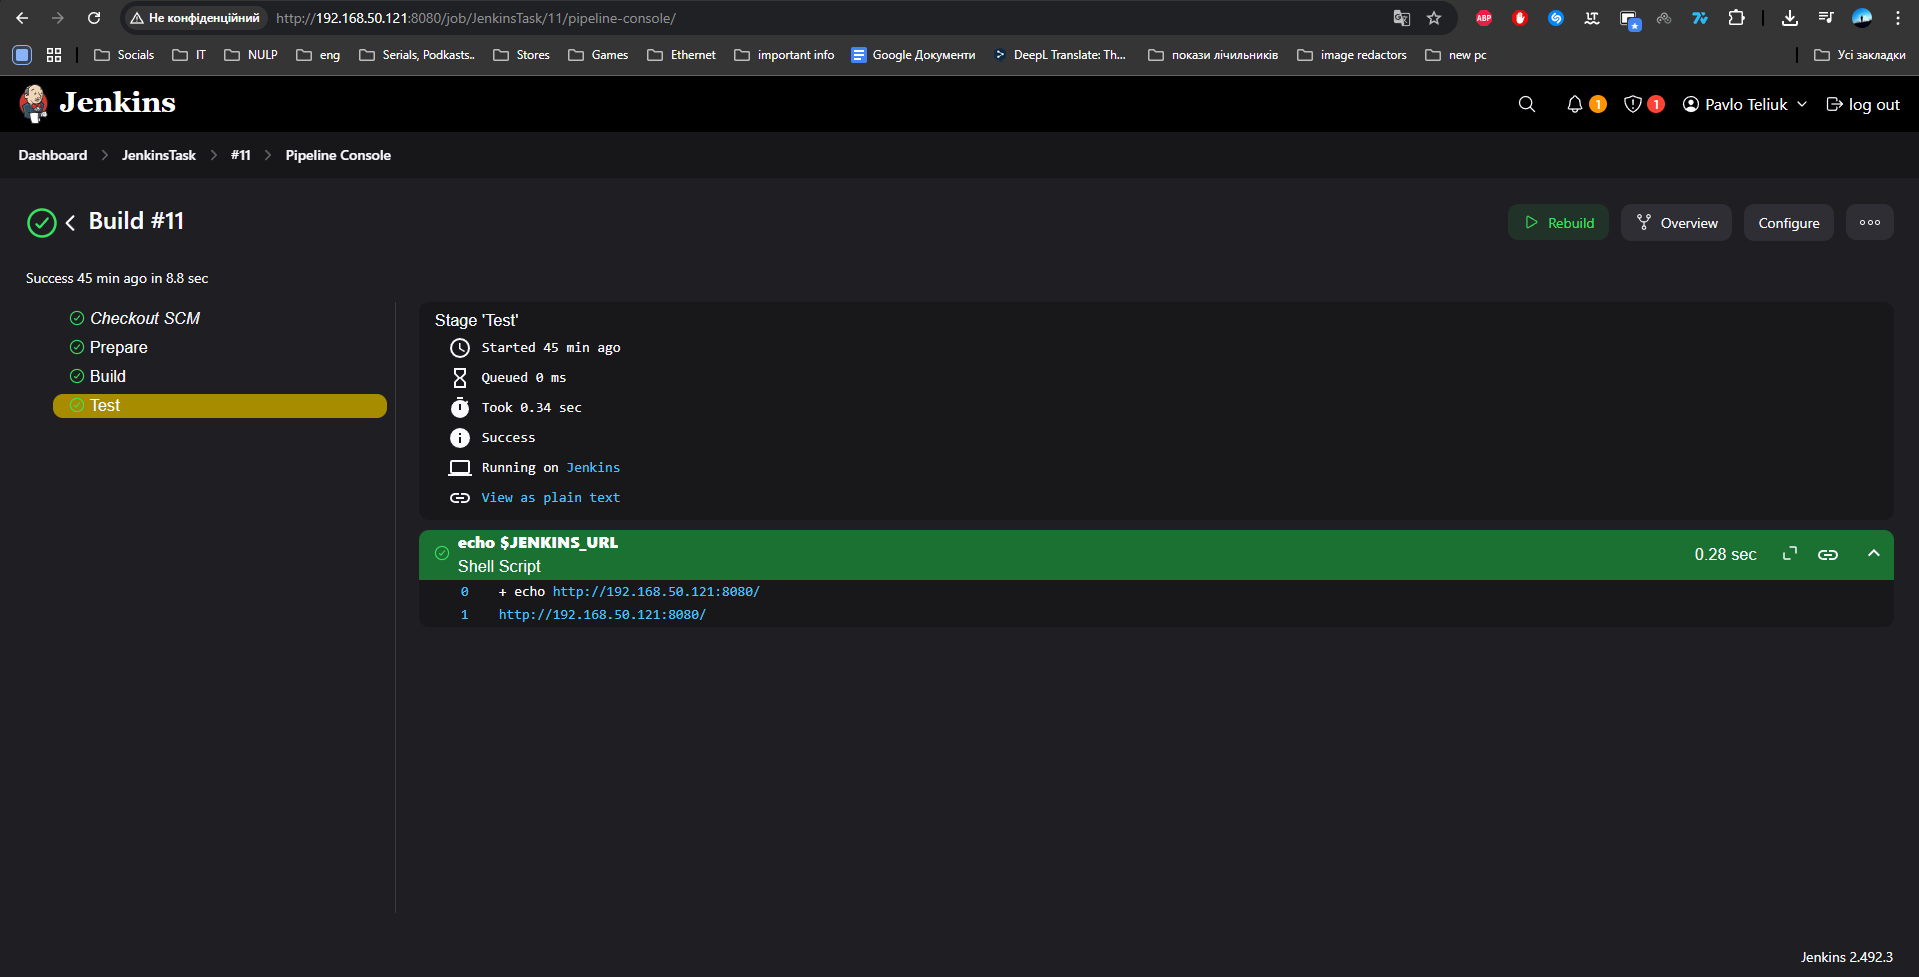 Не конфіденційний http://192.168.50.121:8080/job/JenkinsTask/11/pipeline-console/
Socials IT NULP eng Serials, Podkasts.. Stores Games Ethernet important info Google Документи DeepL Translate: Th... покази лічильників image redactors new pc Усі закладки
Jenkins 1 1 Pavlo Teliuk log out
Dashboard JenkinsTask #11 Pipeline Console
Build #11 Rebuild Overview Configure
Success 45 min ago in 8.8 sec
Checkout SCM
Prepare
Build
Test
Stage 'Test'
Started 45 min ago
Queued 0 ms
Took 0.34 sec
Success
Running on Jenkins
View as plain text
echo $JENKINS_URL
Shell Script 0.28 sec
0 + echo http://192.168.50.121:8080/
1 http://192.168.50.121:8080/
Jenkins 2.492.3